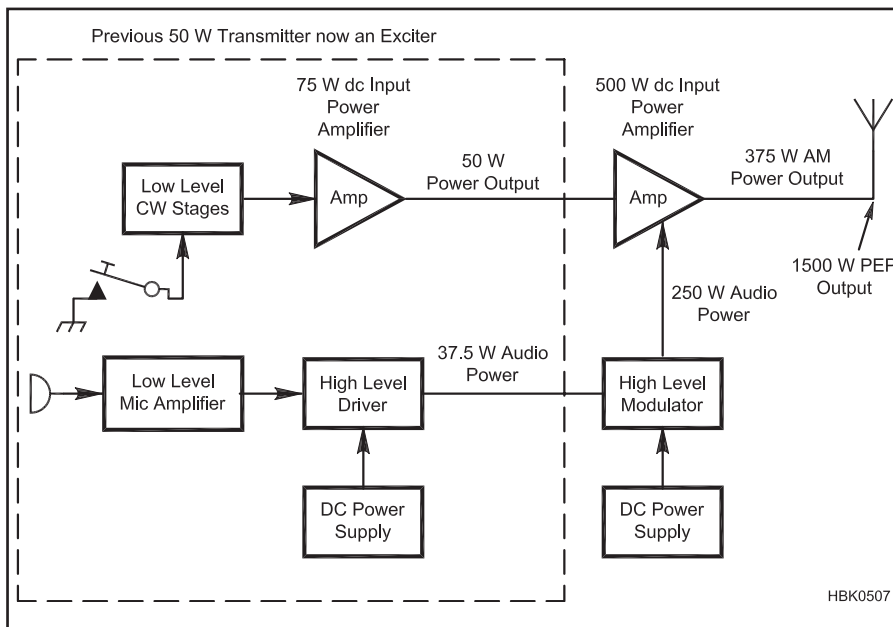 Previous 50 W Transmitter now an Exciter
75 W dc Input
Power
Amplifier
500 W dc Input
Power
Amplifier
Low Level
CW Stages
Amp
50 W
Power Output
Amp
375 W AM
Power Output
1500 W PEP
Output
250 W Audio
Power
Low Level
Mic Amplifier
High Level
Driver
37.5 W Audio
Power
High Level
Modulator
DC Power
Supply
DC Power
Supply
HBK0507